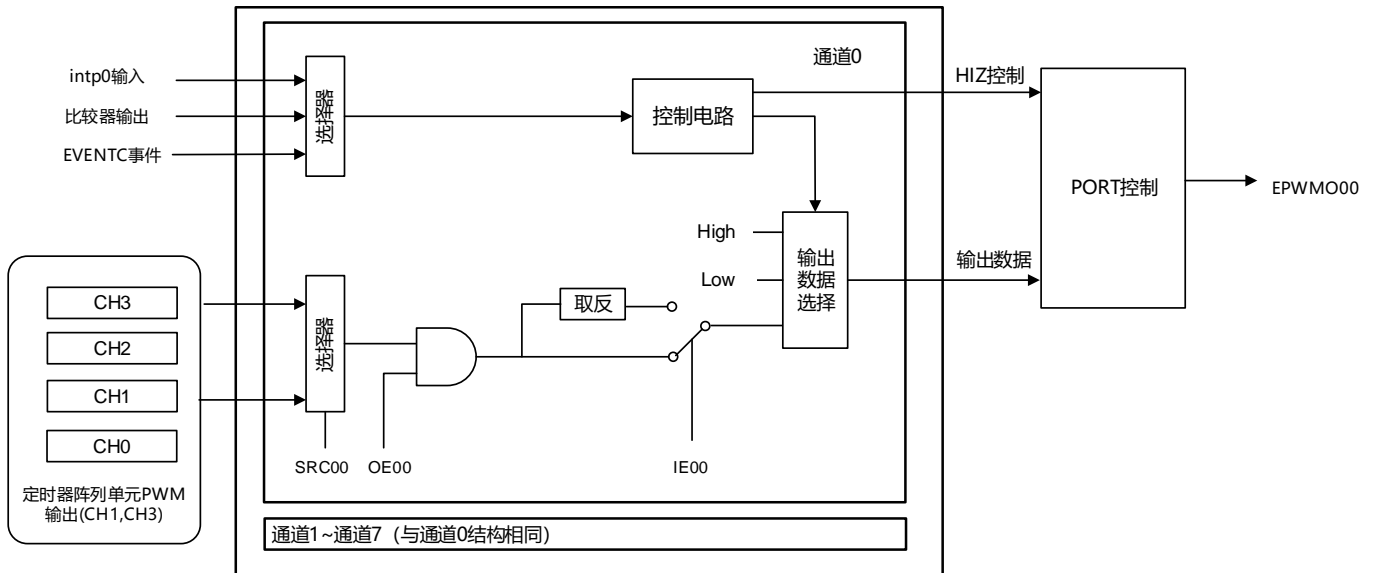 通道0
intp0输入
比较器输出
EVENTC事件
选择器
控制电路
HIZ控制
PORT控制
EPWMO00
High
Low
输出
数据
选择
输出数据
CH3
CH2
CH1
CH0
定时器阵列单元PWM
输出(CH1,CH3)
选择器
取反
SRC00
OE00
IE00
通道1~通道7（与通道0结构相同）